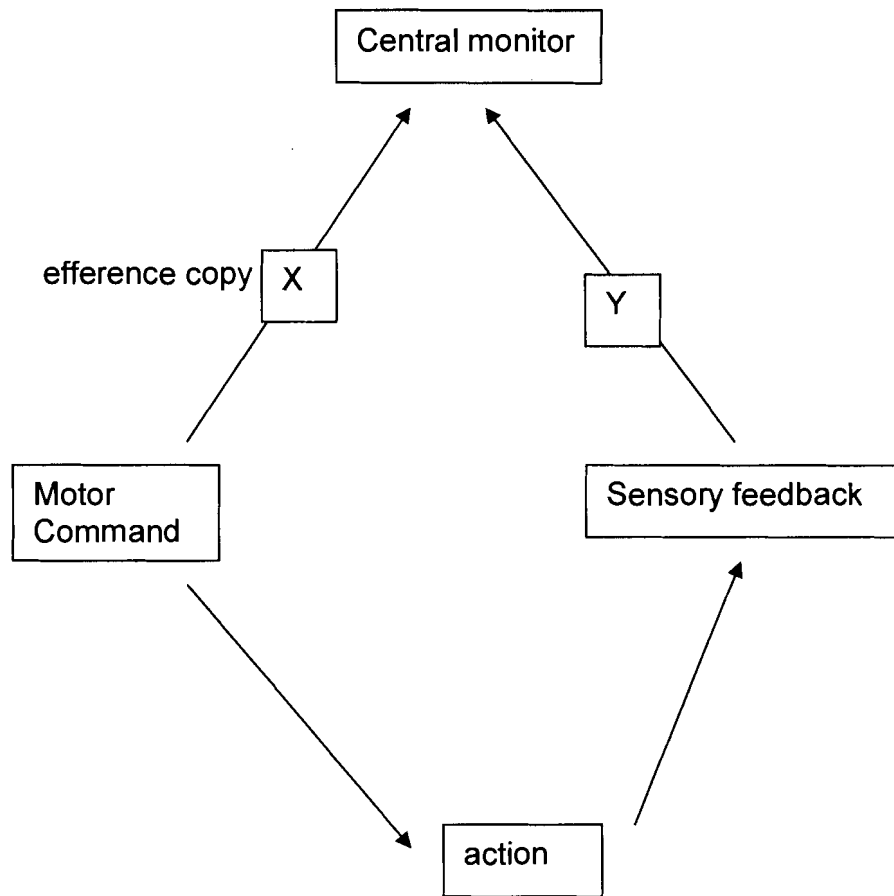 Central monitor
efference copy
X
Y
Motor
Command
Sensory feedback
action